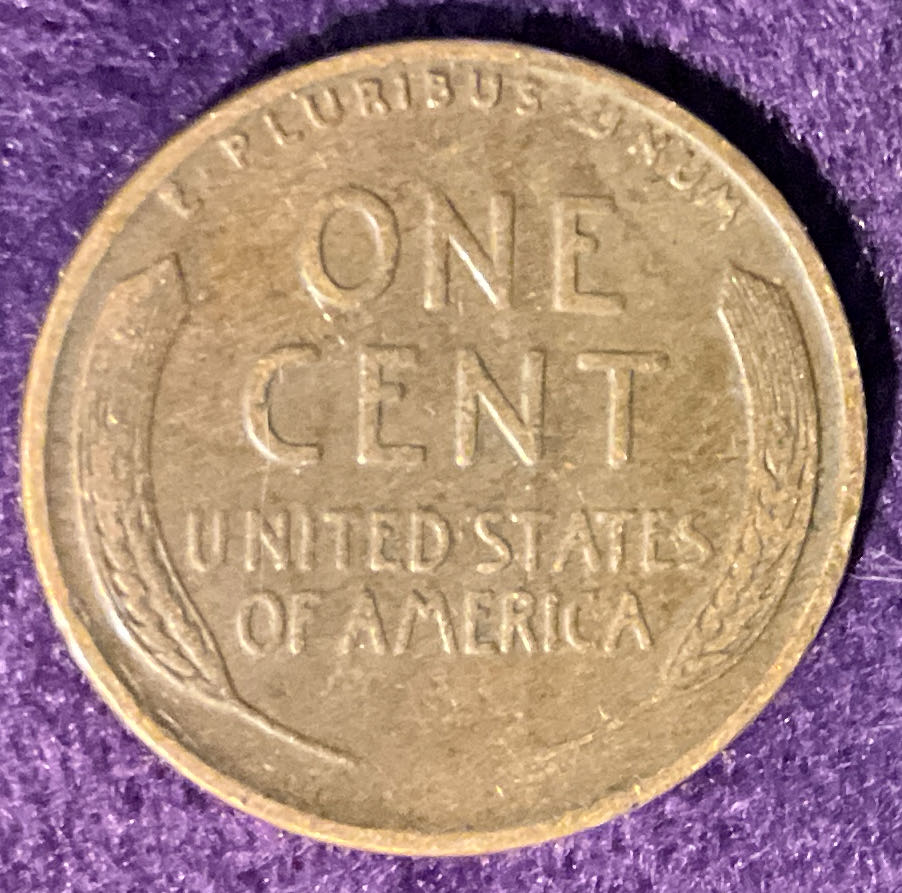 E·PLURIBUS·UNUM
ONE
CENT
UNITED·STATES
OF AMERICA